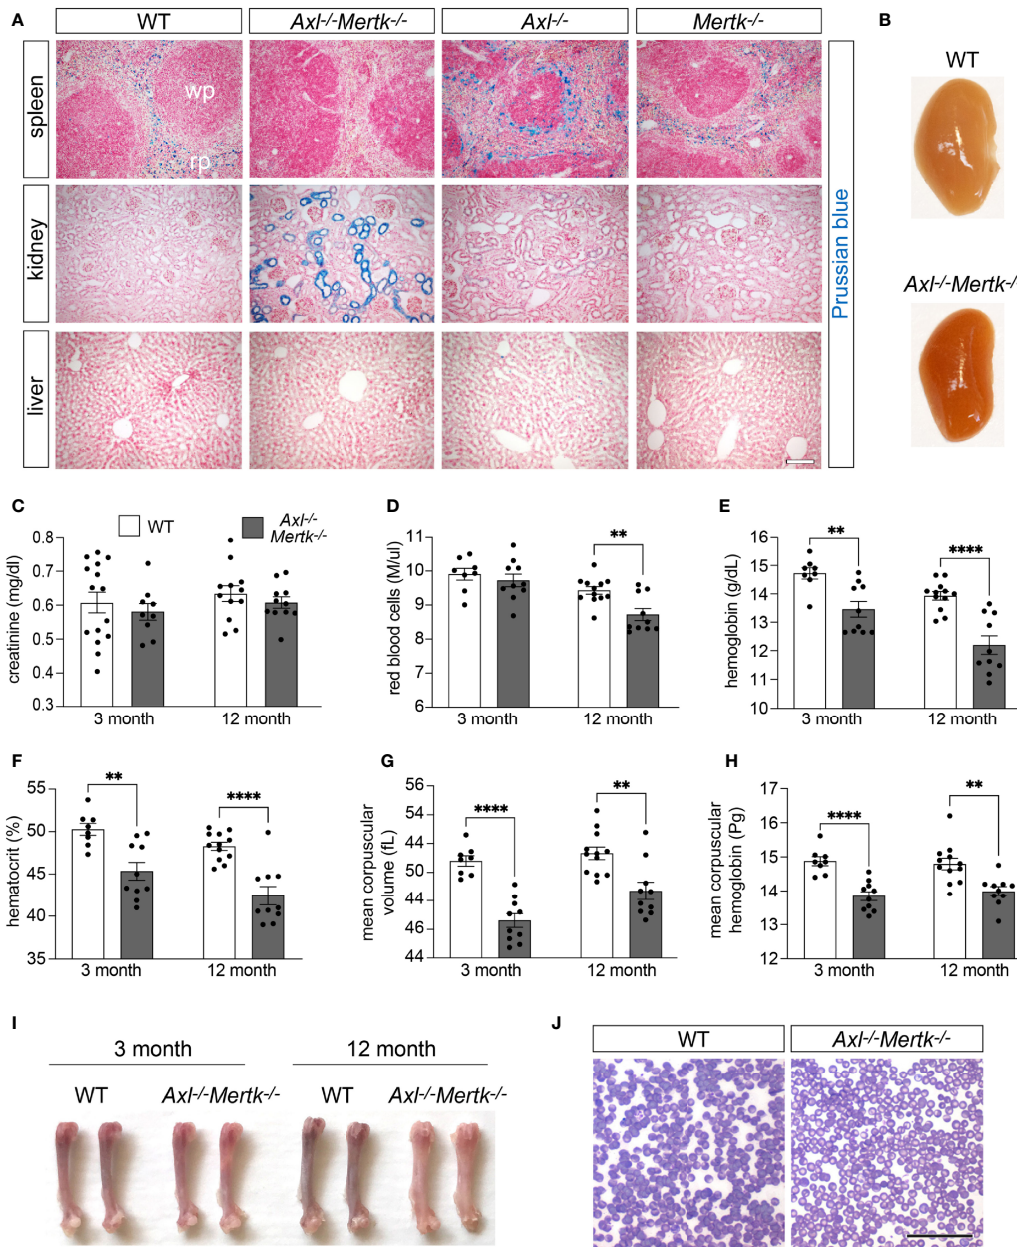 A
WT
Axl-/-Mertk-/-
Axl-/-
Mertk-/-
B
spleen
wp
rp
kidney
liver
Prussian blue
WT
Axl-/-Mertk-/-
C
WT
Axl-/-
Mertk-/-
creatinine (mg/dl)
0.8
0.7
0.6
0.5
0.4
0.3
3 month
12 month
D
**
red blood cells (M/ul)
11
10
9
8
7
6
3 month
12 month
E
**
****
hemoglobin (g/dL)
16
15
14
13
12
11
10
3 month
12 month
F
**
****
hematocrit (%)
55
50
45
40
35
3 month
12 month
G
****
**
mean corpuscular
volume (fL)
56
54
44
50
44
46
44
3 month
12 month
H
****
**
mean corpuscular
hemoglobin (Pg)
17
16
15
14
13
12
3 month
12 month
I
3 month
12 month
WT
Axl-/-Mertk-/-
WT
Axl-/-Mertk-/-
J
WT
Axl-/-Mertk-/-